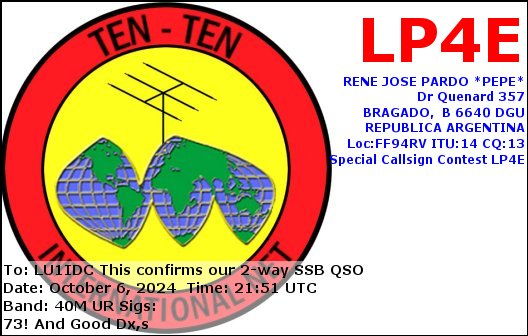 TEN - TEN
INTERNATIONAL NET
LP4E
RENE JOSE PARDO *PEPE*
Dr Quenard 357
BRAGADO, B 6640 DGU
REPUBLICA ARGENTINA
Loc:FF94RV ITU:14 CQ:13
Special Callsign Contest LP4E
To: LU1IDC This confirms our 2-way SSB QSO
Date: October 6, 2024 Time: 21:51 UTC
Band: 40M UR Sigs:
73! And Good Dx,s